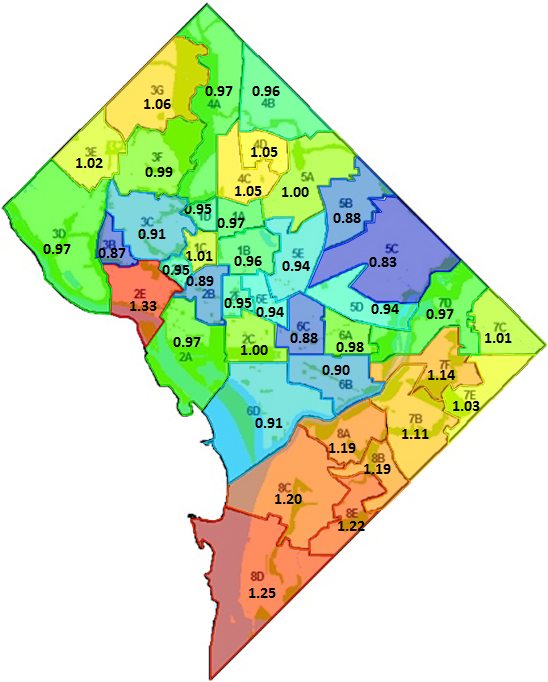 3G
1.06
0.97
4A
0.96
4B
3E
1.02
3F
0.99
4D
1.05
4C
1.05
5A
1.00
3D
0.97
3C
0.91
3B
0.87
0.95
1D
1A
0.97
5B
0.88
5C
0.83
1C
1.01
1B
0.96
5E
0.94
0.95
0.89
2B
2E
1.33
0.95
6E
0.94
5D
0.94
7D
0.97
7C
1.01
0.97
2A
2C
1.00
6C
0.88
6A
0.98
0.90
6B
7F
1.14
7E
1.03
7B
1.11
6D
0.91
8A
1.19
8B
1.19
8C
1.20
8E
1.22
8D
1.25